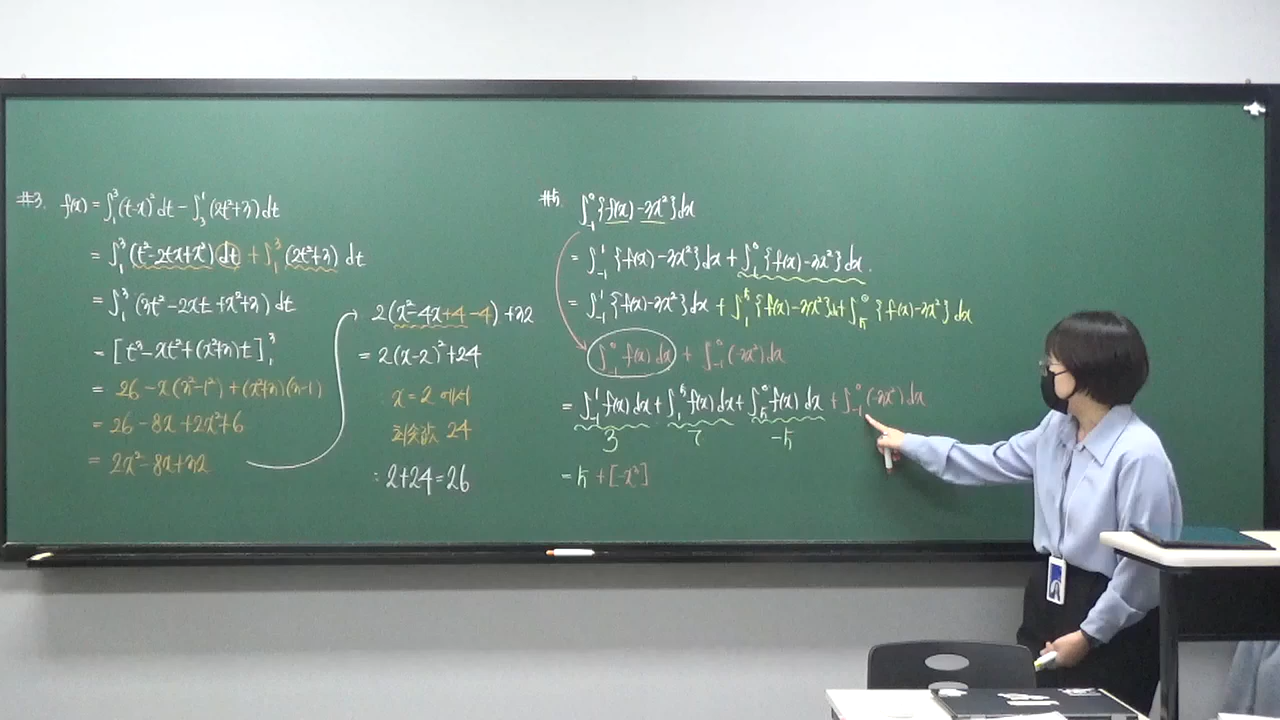 #3. f(x) = ∫₁³ (t-x)² dt - ∫₃¹ (2t²+3) dt
= ∫₁³ (t²-2tx+x²) dt + ∫₁³ (2t²+3) dt
= ∫₁³ (3t²-2xt+x²+3) dt
= [t³-xt²+(x²+3)t]₁³
= 26-x(3²-1²)+(x²+3)(3-1)
= 26-8x+2x²+6
= 2x²-8x+32
2(x²-4x+4-4)+32
= 2(x-2)²+24
x=2 에서
최솟값 24
: 2+24=26
#5. ∫₋₁⁰ {f(x)-3x²} dx
= ∫₋₁¹ {f(x)-3x²} dx + ∫₁⁰ {f(x)-3x²} dx.
= ∫₋₁¹ {f(x)-3x²} dx + ∫₁⁵ {f(x)-3x²} dx + ∫₅⁰ {f(x)-3x²} dx
∫₋₁⁰ f(x) dx + ∫₋₁⁰ (-3x²) dx
= ∫₋₁¹ f(x) dx + ∫₁⁵ f(x) dx + ∫₅⁰ f(x) dx + ∫₋₁⁰ (-3x²) dx
3 7 -5
= 5 + [-x³]